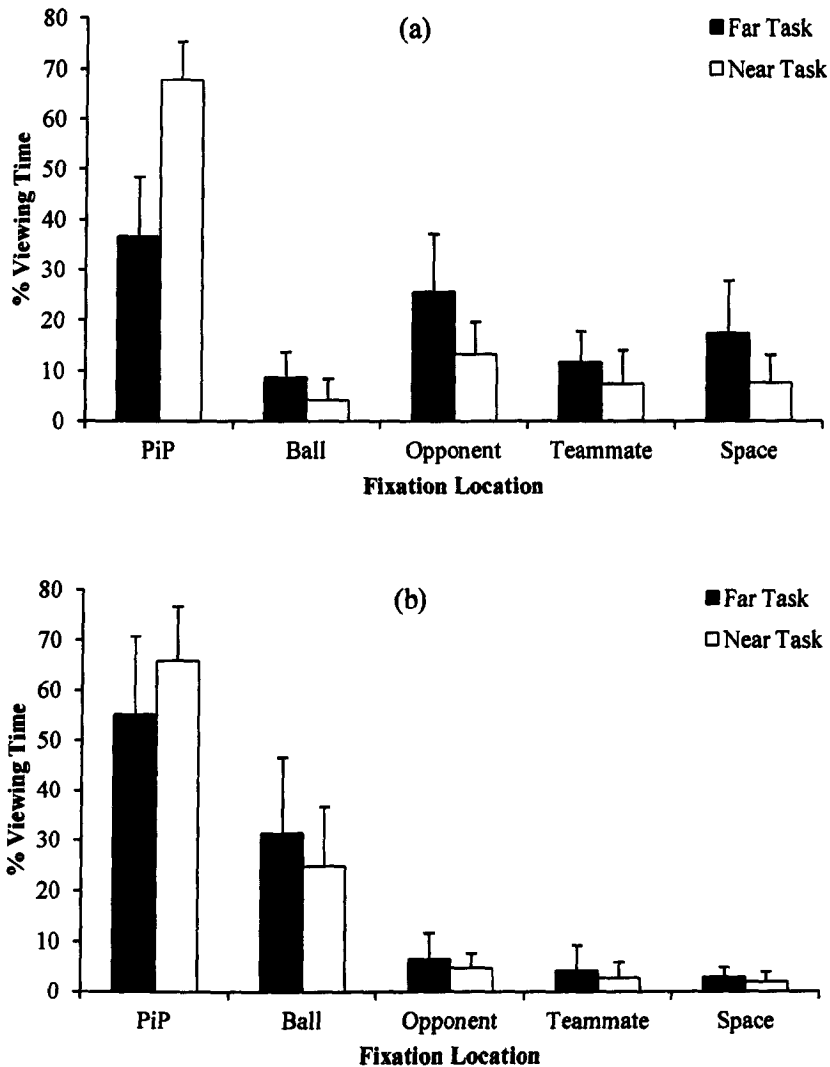 (a)
Far Task
Near Task
% Viewing Time
80
70
60
50
40
30
20
10
0
PiP Ball Opponent Teammate Space
Fixation Location
(b)
Far Task
Near Task
% Viewing Time
80
70
60
50
40
30
20
10
0
PiP Ball Opponent Teammate Space
Fixation Location